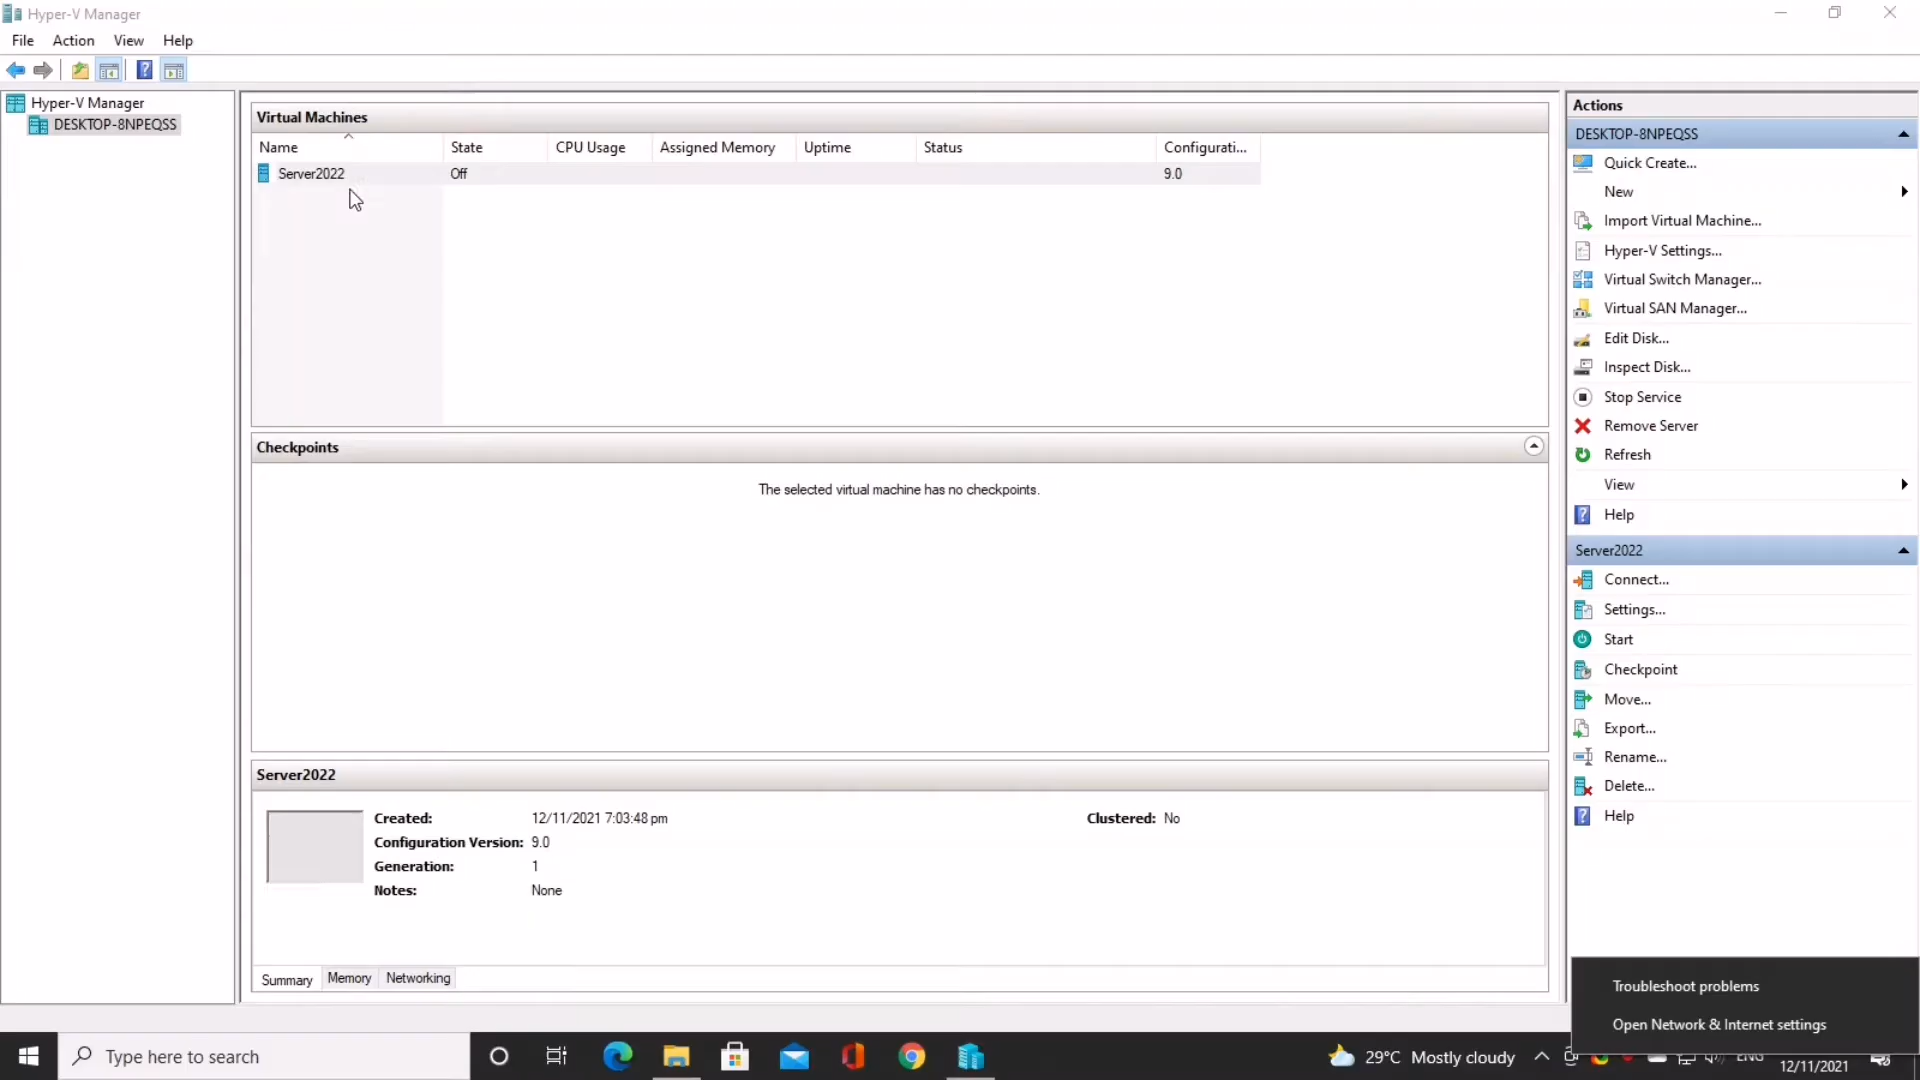 Hyper-V Manager
File Action View Help
Hyper-V Manager
DESKTOP-8NPEQSS
Virtual Machines
Name State CPU Usage Assigned Memory Uptime Status Configurati...
Server2022 Off 9.0
Checkpoints
The selected virtual machine has no checkpoints.
Server2022
Created: 12/11/2021 7:03:48 pm Clustered: No
Configuration Version: 9.0
Generation: 1
Notes: None
Summary Memory Networking
Actions
DESKTOP-8NPEQSS
Quick Create...
New
Import Virtual Machine...
Hyper-V Settings...
Virtual Switch Manager...
Virtual SAN Manager...
Edit Disk...
Inspect Disk...
Stop Service
Remove Server
Refresh
View
Help
Server2022
Connect...
Settings...
Start
Checkpoint
Move...
Export...
Rename...
Delete...
Help
Troubleshoot problems
Open Network & Internet settings
Type here to search
29°C Mostly cloudy
ENG
12/11/2021